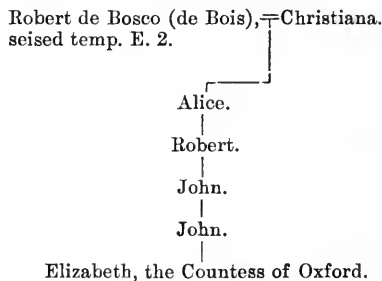 Robert de Bosco (de Bois),=Christiana.
seised temp. E. 2.
Alice.
Robert.
John.
John.
Elizabeth, the Countess of Oxford.